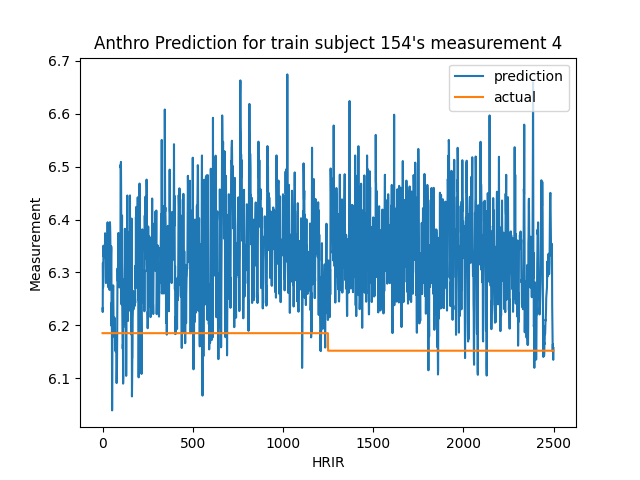 Anthro Prediction for train subject 154's measurement 4
prediction
actual
6.7
6.6
6.5
6.4
6.3
6.2
6.1
Measurement
0
500
1000
1500
2000
2500
HRIR